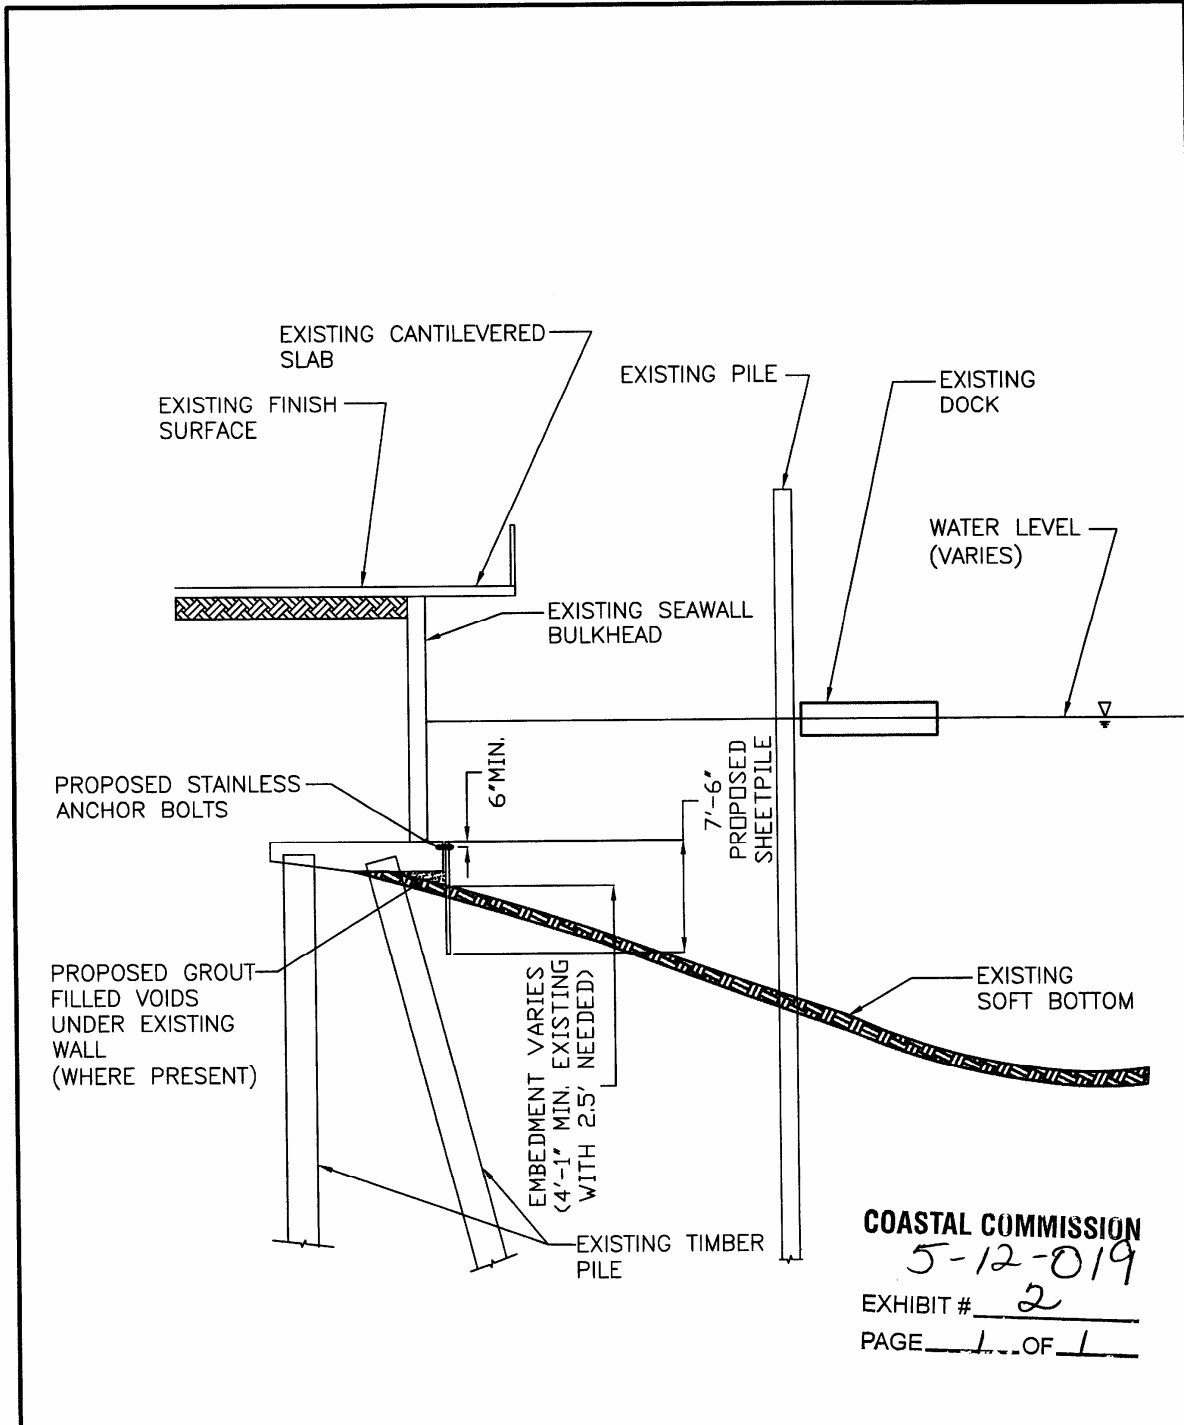 EXISTING CANTILEVERED
SLAB
EXISTING PILE
EXISTING
DOCK
EXISTING FINISH
SURFACE
WATER LEVEL
(VARIES)
EXISTING SEAWALL
BULKHEAD
PROPOSED STAINLESS
ANCHOR BOLTS
6"MIN.
7'-6"
PROPOSED
SHEETPILE
PROPOSED GROUT
FILLED VOIDS
UNDER EXISTING
WALL
(WHERE PRESENT)
EMBEDMENT VARIES
(4'-1" MIN. EXISTING
WITH 2.5' NEEDED)
EXISTING
SOFT BOTTOM
EXISTING TIMBER
PILE
COASTAL COMMISSION
5-12-019
EXHIBIT # 2
PAGE 1 OF 1